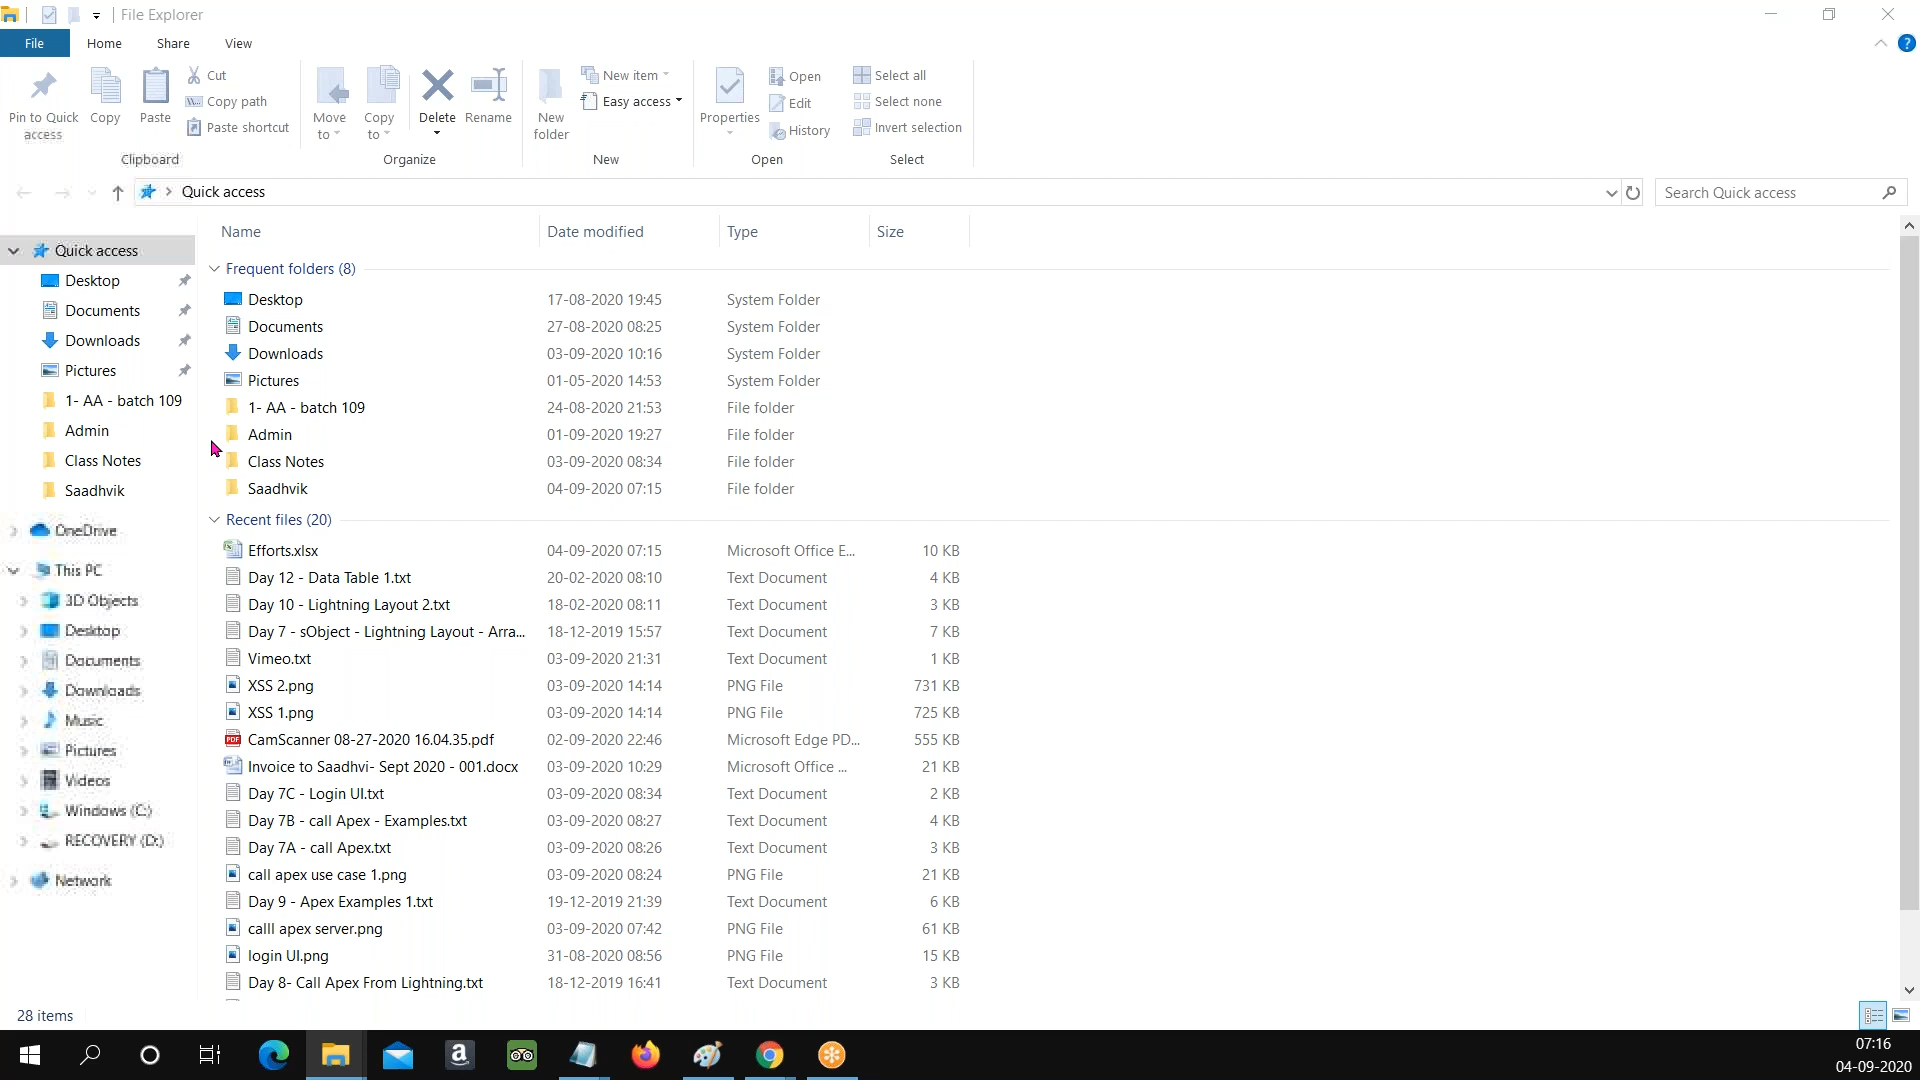 File Explorer
File Home Share View
Pin to Quick access
Copy
Paste
Cut
Copy path
Paste shortcut
Clipboard
Move to
Copy to
Delete
Rename
Organize
New folder
New item
Easy access
New
Properties
Open
Edit
History
Open
Select all
Select none
Invert selection
Select
Quick access
Search Quick access
Quick access
Desktop
Documents
Downloads
Pictures
1- AA - batch 109
Admin
Class Notes
Saadhvik
OneDrive
This PC
3D Objects
Desktop
Documents
Downloads
Music
Pictures
Videos
Windows (C:)
RECOVERY (D:)
Network
Name Date modified Type Size
Frequent folders (8)
Desktop 17-08-2020 19:45 System Folder
Documents 27-08-2020 08:25 System Folder
Downloads 03-09-2020 10:16 System Folder
Pictures 01-05-2020 14:53 System Folder
1- AA - batch 109 24-08-2020 21:53 File folder
Admin 01-09-2020 19:27 File folder
Class Notes 03-09-2020 08:34 File folder
Saadhvik 04-09-2020 07:15 File folder
Recent files (20)
Efforts.xlsx 04-09-2020 07:15 Microsoft Office E... 10 KB
Day 12 - Data Table 1.txt 20-02-2020 08:10 Text Document 4 KB
Day 10 - Lightning Layout 2.txt 18-02-2020 08:11 Text Document 3 KB
Day 7 - sObject - Lightning Layout - Arra... 18-12-2019 15:57 Text Document 7 KB
Vimeo.txt 03-09-2020 21:31 Text Document 1 KB
XSS 2.png 03-09-2020 14:14 PNG File 731 KB
XSS 1.png 03-09-2020 14:14 PNG File 725 KB
CamScanner 08-27-2020 16.04.35.pdf 02-09-2020 22:46 Microsoft Edge PD... 555 KB
Invoice to Saadhvi- Sept 2020 - 001.docx 03-09-2020 10:29 Microsoft Office ... 21 KB
Day 7C - Login UI.txt 03-09-2020 08:34 Text Document 2 KB
Day 7B - call Apex - Examples.txt 03-09-2020 08:27 Text Document 4 KB
Day 7A - call Apex.txt 03-09-2020 08:26 Text Document 3 KB
call apex use case 1.png 03-09-2020 08:24 PNG File 21 KB
Day 9 - Apex Examples 1.txt 19-12-2019 21:39 Text Document 6 KB
calll apex server.png 03-09-2020 07:42 PNG File 61 KB
login UI.png 31-08-2020 08:56 PNG File 15 KB
Day 8- Call Apex From Lightning.txt 18-12-2019 16:41 Text Document 3 KB
28 items
07:16
04-09-2020